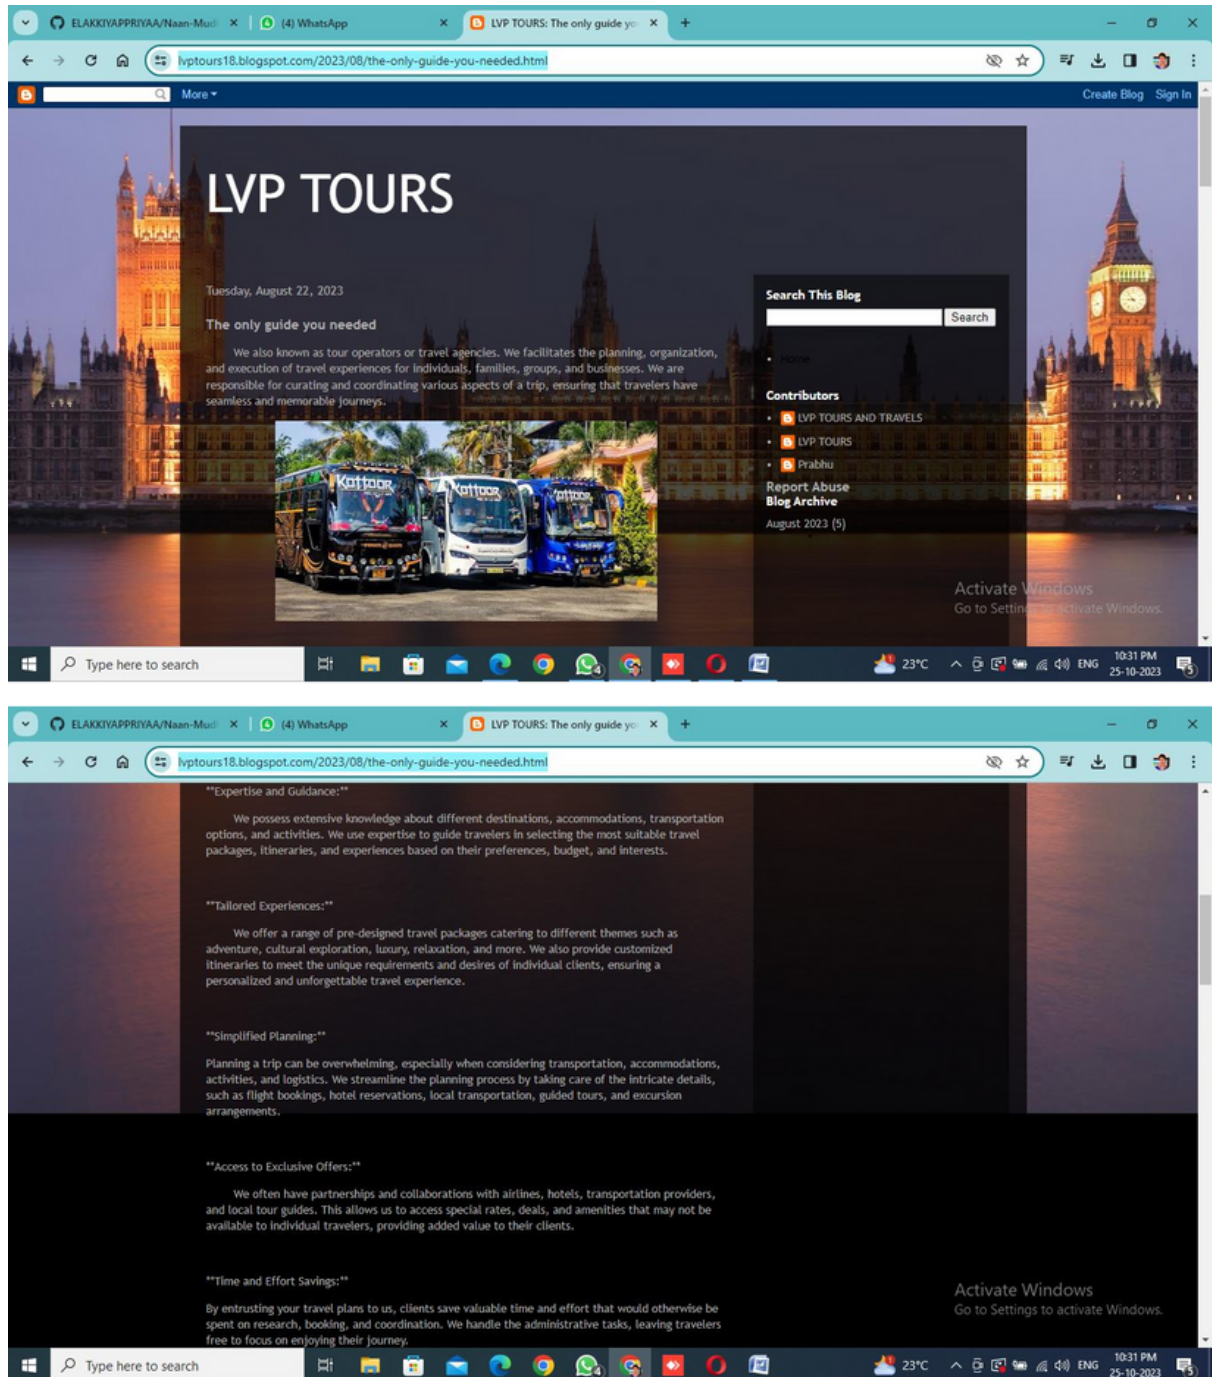 ELAKKIYAPPRIYAA/Naan-Mud
(4) WhatsApp
LVP TOURS: The only guide yo
lvptours18.blogspot.com/2023/08/the-only-guide-you-needed.html
More
Create Blog Sign In
LVP TOURS
Tuesday, August 22, 2023
The only guide you needed
We also known as tour operators or travel agencies. We facilitates the planning, organization,
and execution of travel experiences for individuals, families, groups, and businesses. We are
responsible for curating and coordinating various aspects of a trip, ensuring that travelers have
seamless and memorable journeys.
Kottoor
Kottoor
Kottoor
Search This Blog
Search
Home
Contributors
LVP TOURS AND TRAVELS
LVP TOURS
Prabhu
Report Abuse
Blog Archive
August 2023 (5)
Activate Windows
Go to Settings to activate Windows.
Type here to search
4
23°C
ENG
10:31 PM
25-10-2023
5
ELAKKIYAPPRIYAA/Naan-Mud
(4) WhatsApp
LVP TOURS: The only guide yo
lvptours18.blogspot.com/2023/08/the-only-guide-you-needed.html
**Expertise and Guidance:**
We possess extensive knowledge about different destinations, accommodations, transportation
options, and activities. We use expertise to guide travelers in selecting the most suitable travel
packages, itineraries, and experiences based on their preferences, budget, and interests.
**Tailored Experiences:**
We offer a range of pre-designed travel packages catering to different themes such as
adventure, cultural exploration, luxury, relaxation, and more. We also provide customized
itineraries to meet the unique requirements and desires of individual clients, ensuring a
personalized and unforgettable travel experience.
**Simplified Planning:**
Planning a trip can be overwhelming, especially when considering transportation, accommodations,
activities, and logistics. We streamline the planning process by taking care of the intricate details,
such as flight bookings, hotel reservations, local transportation, guided tours, and excursion
arrangements.
**Access to Exclusive Offers:**
We often have partnerships and collaborations with airlines, hotels, transportation providers,
and local tour guides. This allows us to access special rates, deals, and amenities that may not be
available to individual travelers, providing added value to their clients.
**Time and Effort Savings:**
By entrusting your travel plans to us, clients save valuable time and effort that would otherwise be
spent on research, booking, and coordination. We handle the administrative tasks, leaving travelers
free to focus on enjoying their journey.
Activate Windows
Go to Settings to activate Windows.
Type here to search
4
23°C
ENG
10:31 PM
25-10-2023
5